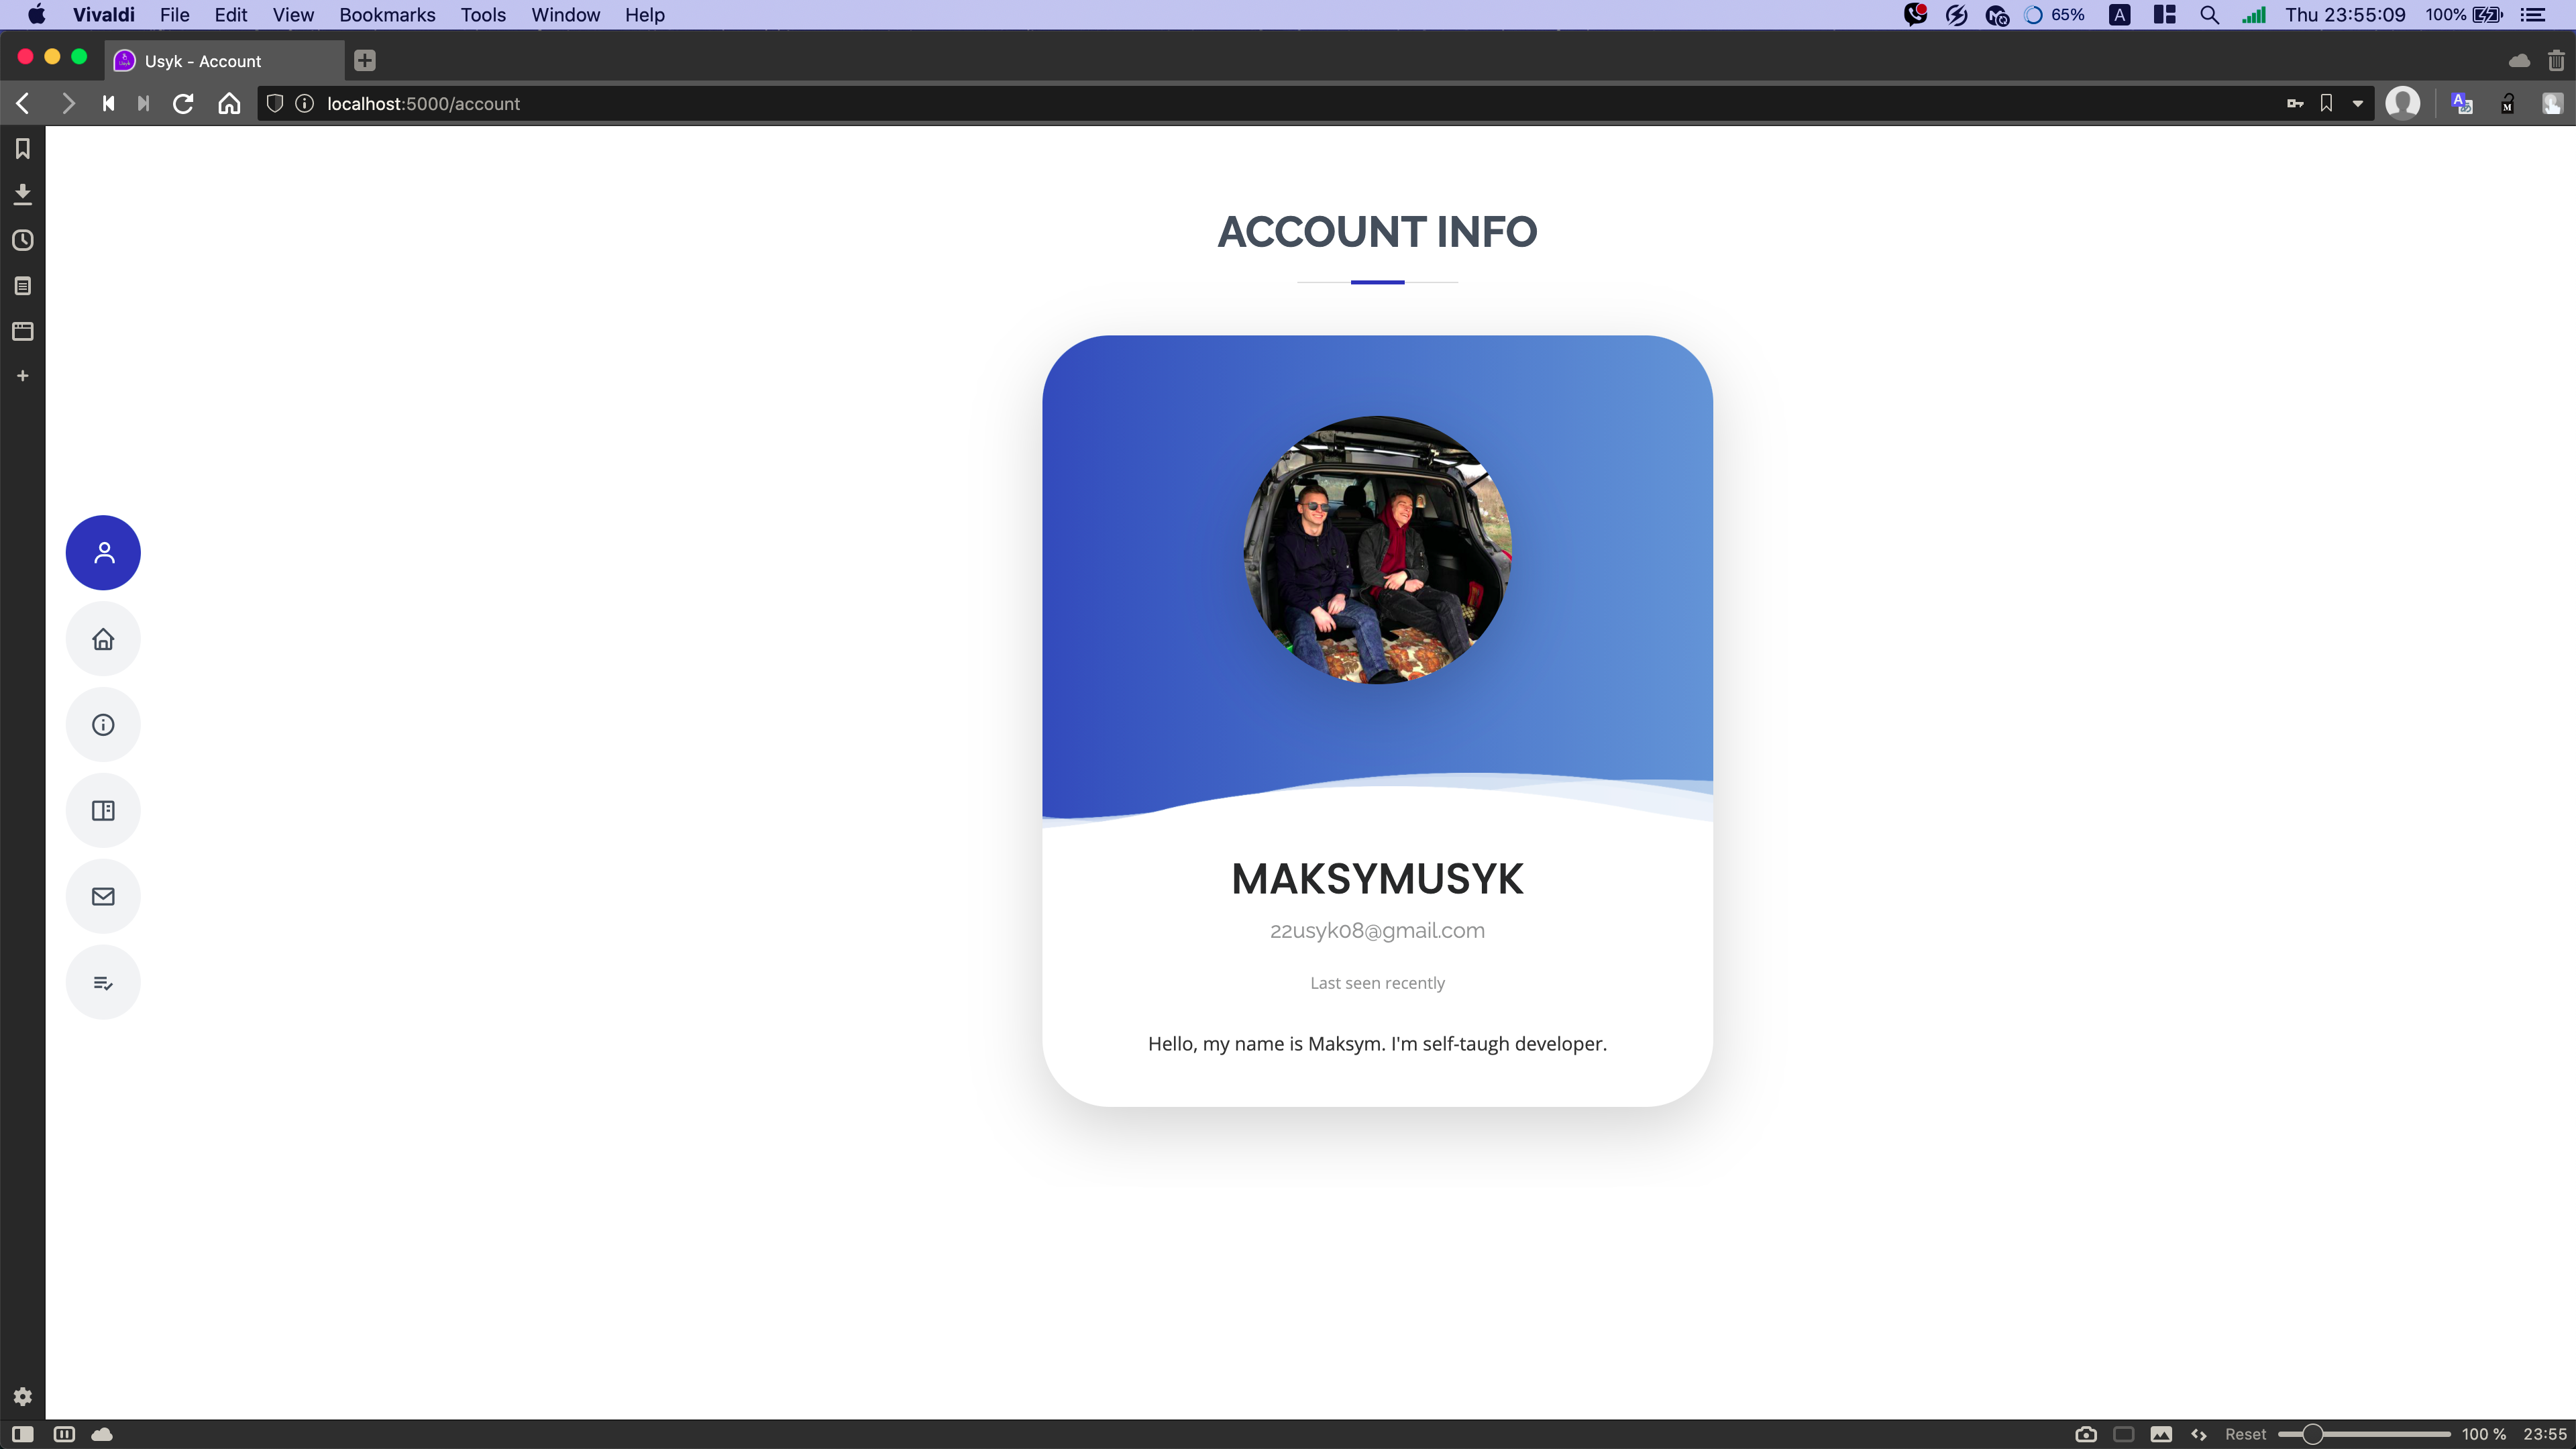 Vivaldi File Edit View Bookmarks Tools Window Help 65% A Thu 23:55:09 100%
Usyk - Account
localhost:5000/account
ACCOUNT INFO
MAKSYMUSYK
22usyk08@gmail.com
Last seen recently
Hello, my name is Maksym. I'm self-taugh developer.
Reset 100 % 23:55